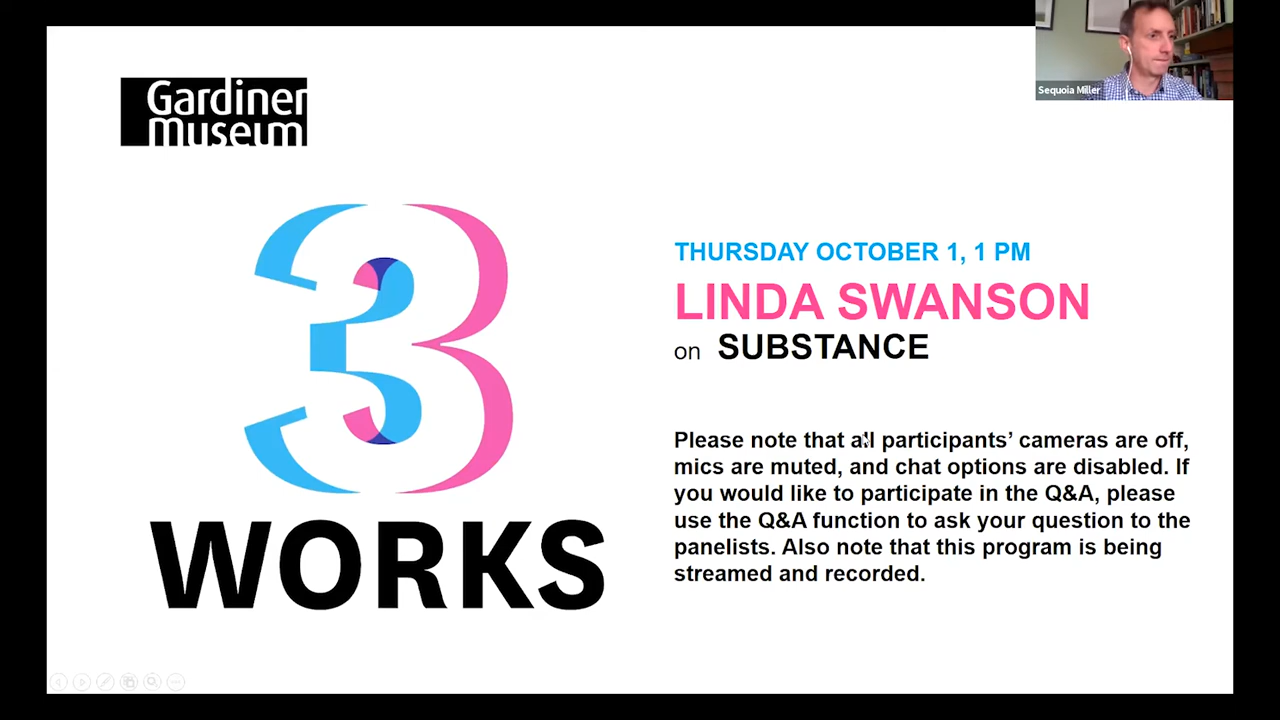 Gardiner
Museum
Sequoia Miller
3
WORKS
THURSDAY OCTOBER 1, 1 PM
LINDA SWANSON
on SUBSTANCE
Please note that all participants’ cameras are off,
mics are muted, and chat options are disabled. If
you would like to participate in the Q&A, please
use the Q&A function to ask your question to the
panelists. Also note that this program is being
streamed and recorded.